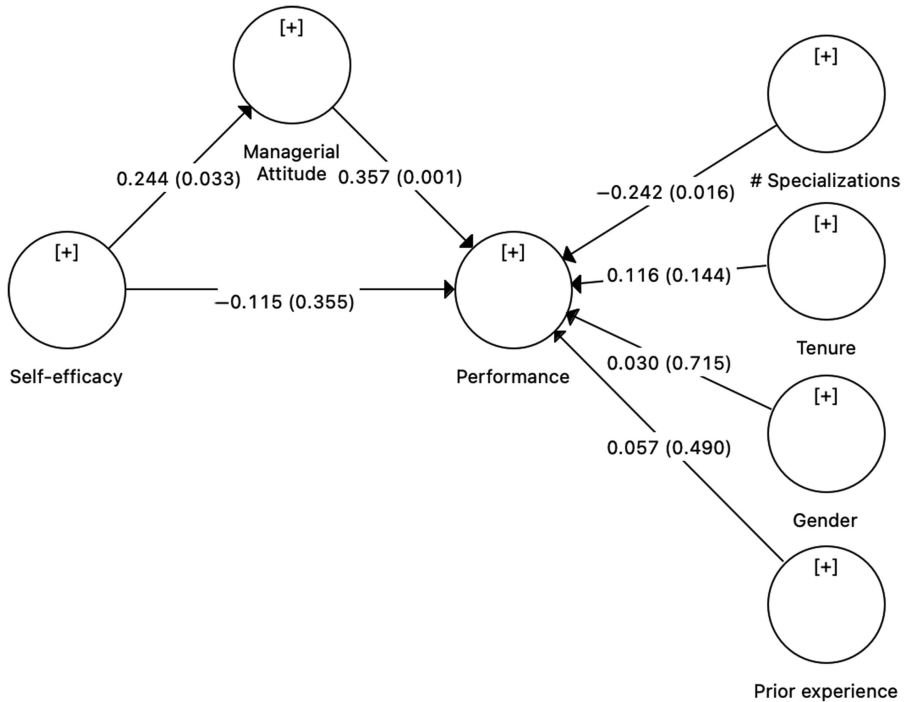 [+]
Managerial
Attitude
0.244 (0.033)
0.357 (0.001)
[+]
Self-efficacy
−0.115 (0.355)
[+]
Performance
[+]
# Specializations
−0.242 (0.016)
[+]
Tenure
0.116 (0.144)
[+]
Gender
0.030 (0.715)
[+]
Prior experience
0.057 (0.490)